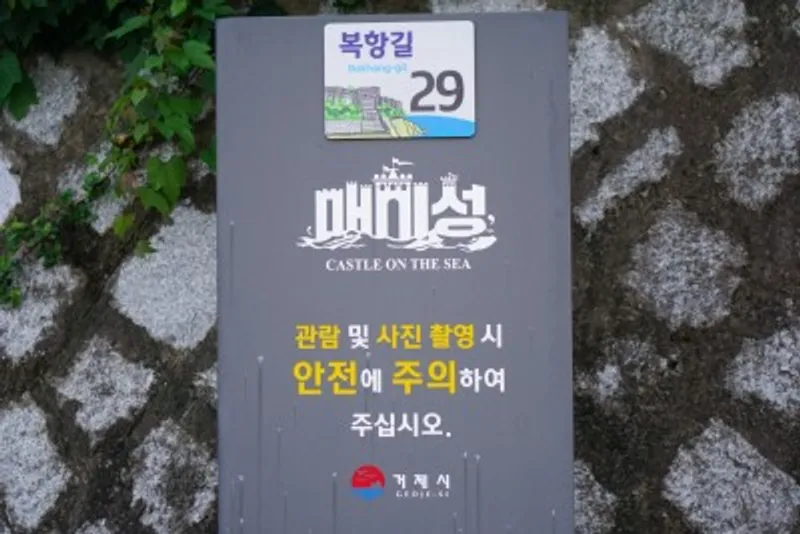 복항길
Bokhang-gil
29
매미성
CASTLE ON THE SEA
관람 및 사진 촬영 시
안전에 주의하여
주십시오.
거제시
GEOJE-SI